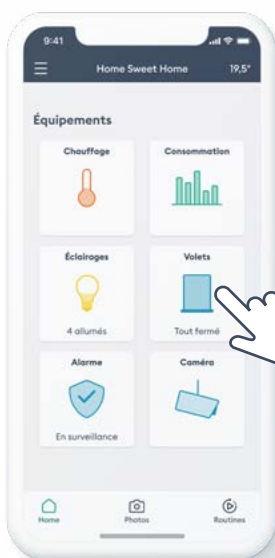 9:41
Home Sweet Home 19,5°
Équipements
Chauffage Consommation
Éclairages Volets
4 allumés Tout fermé
Alarme Caméra
En surveillance
Home Photos Routines